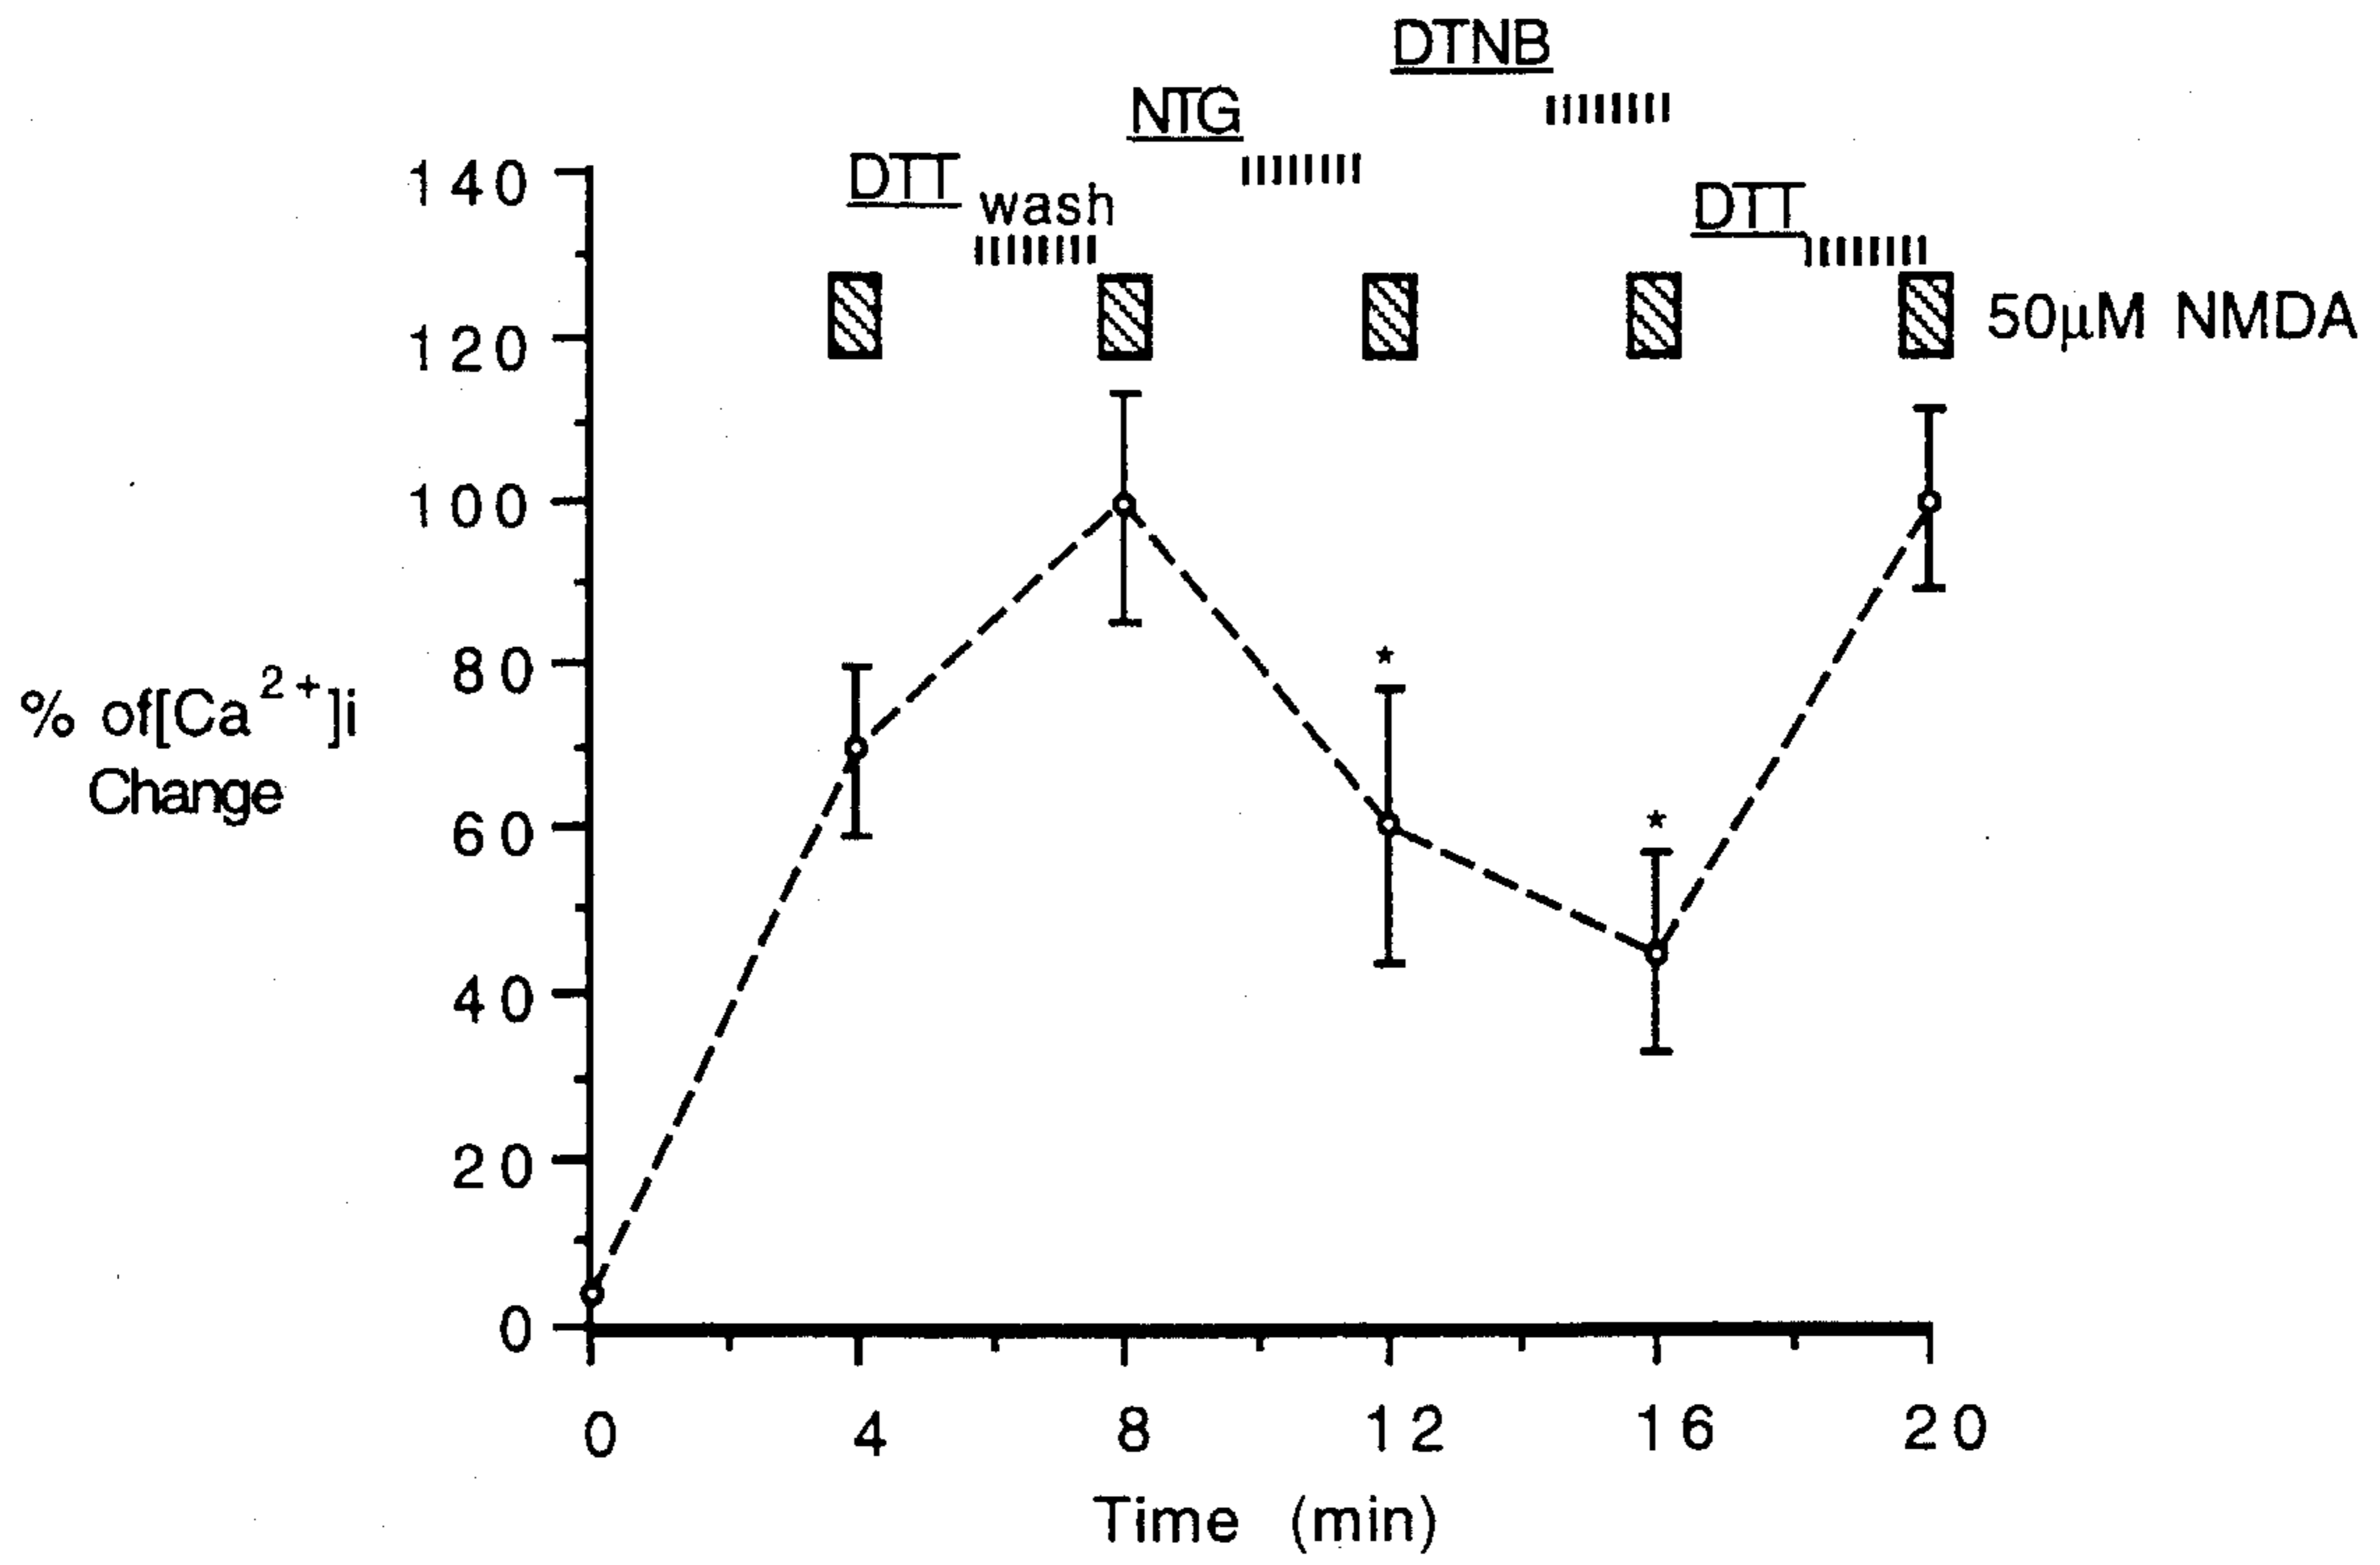 DTNB
NTG
DTT wash
DTT
50μM NMDA
140
120
100
80
60
40
20
0
% of[Ca²⁺]i
Change
*
*
0 4 8 12 16 20
Time (min)